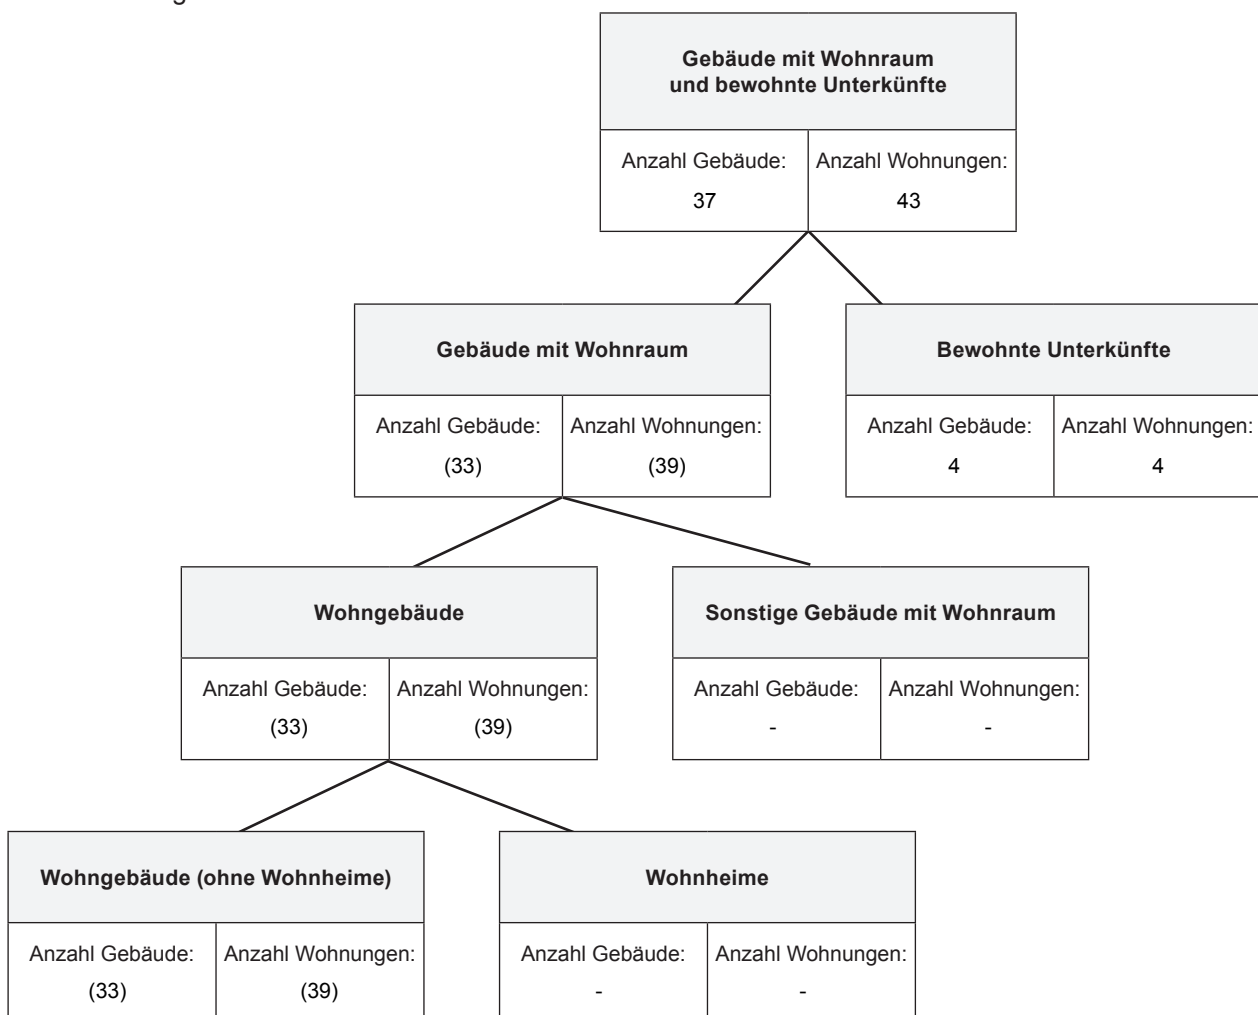 Gebäude mit Wohnraum
und bewohnte Unterkünfte
Anzahl Gebäude: Anzahl Wohnungen:
37 43
Gebäude mit Wohnraum
Anzahl Gebäude: Anzahl Wohnungen:
(33) (39)
Bewohnte Unterkünfte
Anzahl Gebäude: Anzahl Wohnungen:
4 4
Wohngebäude
Anzahl Gebäude: Anzahl Wohnungen:
(33) (39)
Sonstige Gebäude mit Wohnraum
Anzahl Gebäude: Anzahl Wohnungen:
- -
Wohngebäude (ohne Wohnheime)
Anzahl Gebäude: Anzahl Wohnungen:
(33) (39)
Wohnheime
Anzahl Gebäude: Anzahl Wohnungen:
- -